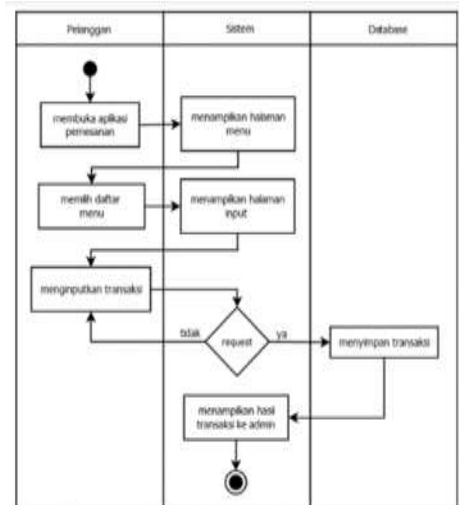 Pelanggan
Sistem
Database
membuka aplikasi
pemesanan
menampilkan halaman
menu
memilih daftar
menu
menampilkan halaman
input
menginputkan transaksi
tidak
request
ya
menyimpan transaksi
menampilkan hasil
transaksi ke admin